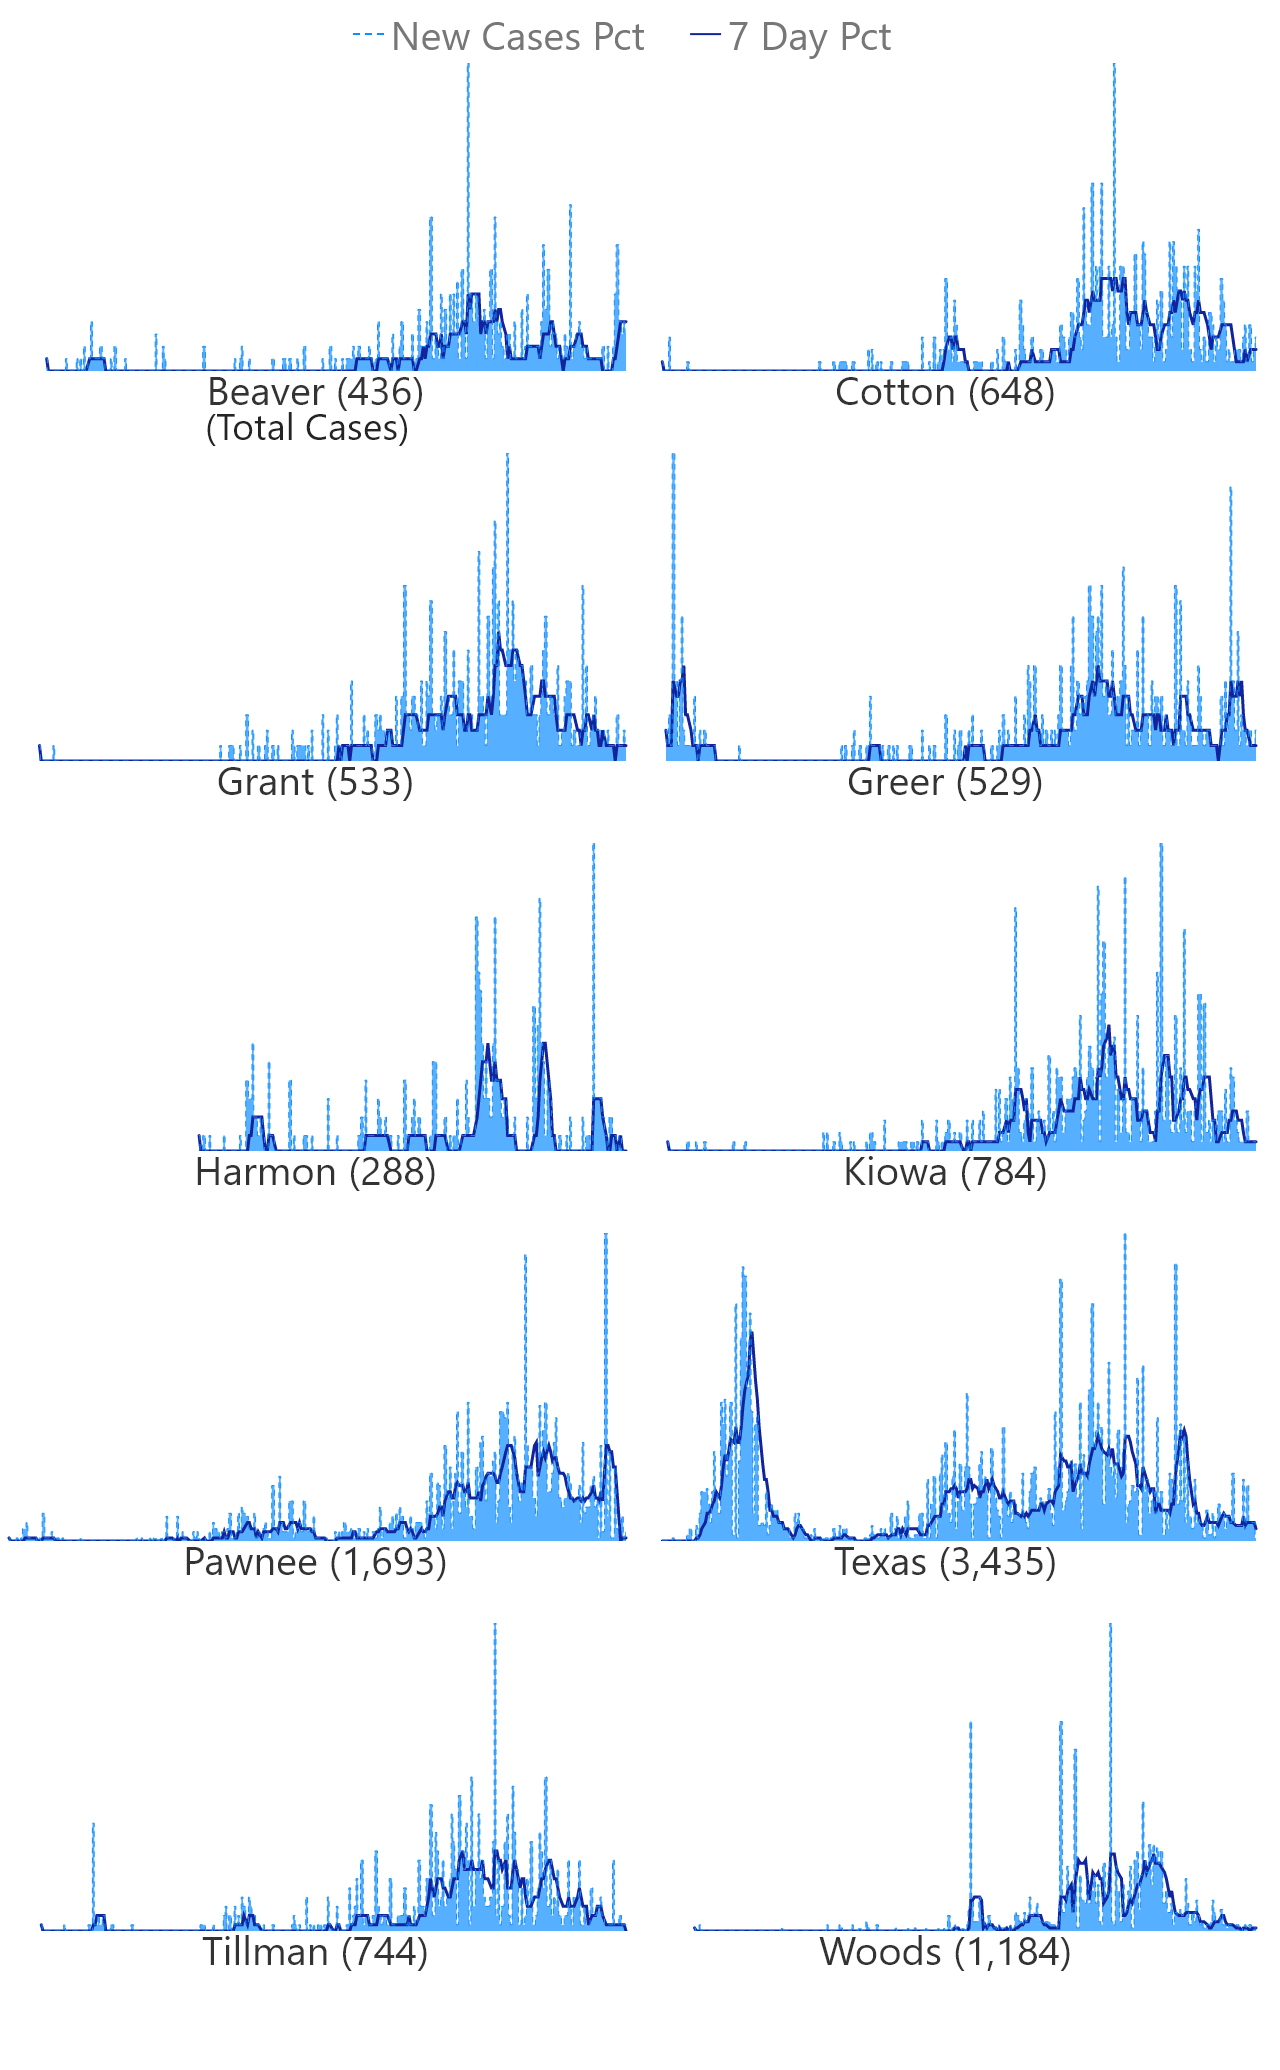 New Cases Pct 7 Day Pct
Beaver (436) Cotton (648)
(Total Cases)
Grant (533) Greer (529)
Harmon (288) Kiowa (784)
Pawnee (1,693) Texas (3,435)
Tillman (744) Woods (1,184)